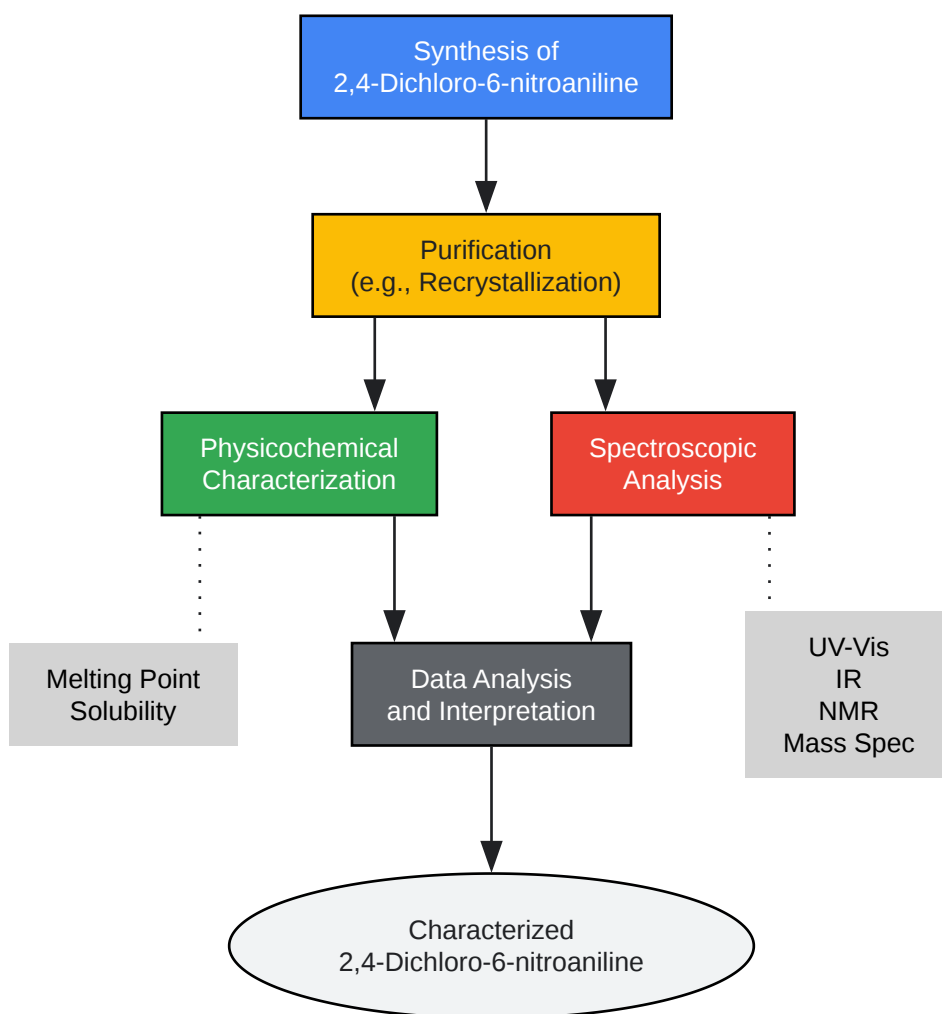 Synthesis of
2,4-Dichloro-6-nitroaniline
Purification
(e.g., Recrystallization)
Physicochemical
Characterization
Spectroscopic
Analysis
Melting Point
Solubility
Data Analysis
and Interpretation
UV-Vis
IR
NMR
Mass Spec
Characterized
2,4-Dichloro-6-nitroaniline